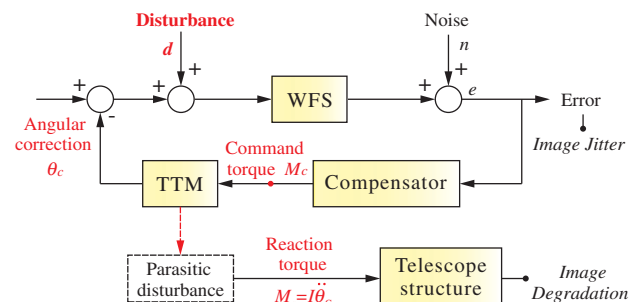 Disturbance
d
Noise
n
+
+
+
+
+
+
-
WFS
e
Error
Image Jitter
Angular
correction
θc
Command
torque Mc
TTM
Compensator
Parasitic
disturbance
Reaction
torque
M = Iθ̈c
Telescope
structure
Image
Degradation